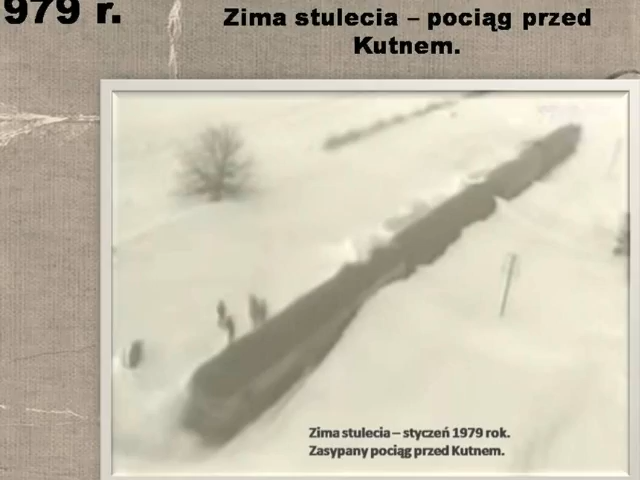 979 r.
Zima stulecia – pociąg przed
Kutnem.
Zima stulecia – styczeń 1979 rok.
Zasypany pociąg przed Kutnem.